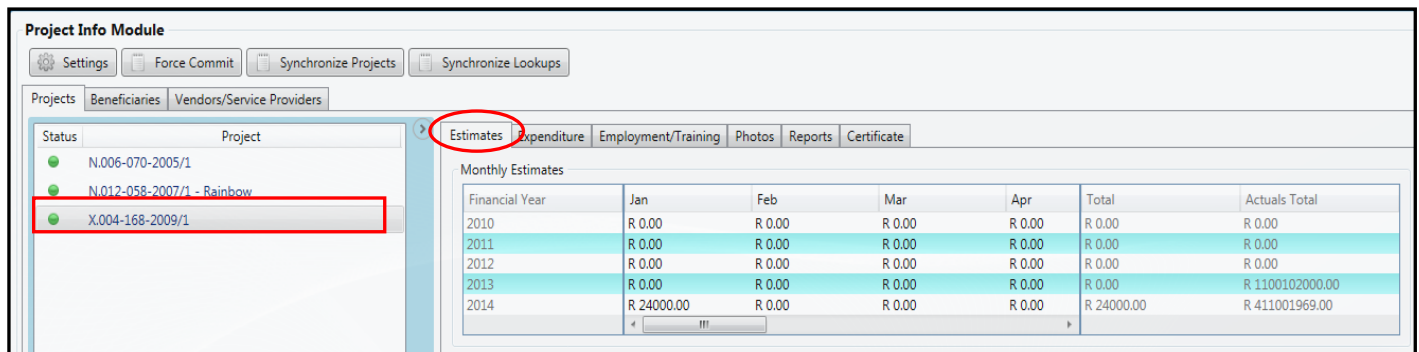 Project Info Module
Settings Force Commit Synchronize Projects Synchronize Lookups
Projects Beneficiaries Vendors/Service Providers
Status Project
N.006-070-2005/1
N.012-058-2007/1 - Rainbow
X.004-168-2009/1
Estimates Expenditure Employment/Training Photos Reports Certificate
Monthly Estimates
Financial Year Jan Feb Mar Apr Total Actuals Total
2010 R 0.00 R 0.00 R 0.00 R 0.00 R 0.00 R 0.00
2011 R 0.00 R 0.00 R 0.00 R 0.00 R 0.00 R 0.00
2012 R 0.00 R 0.00 R 0.00 R 0.00 R 0.00 R 0.00
2013 R 0.00 R 0.00 R 0.00 R 0.00 R 0.00 R 1100102000.00
2014 R 24000.00 R 0.00 R 0.00 R 0.00 R 24000.00 R 411001969.00